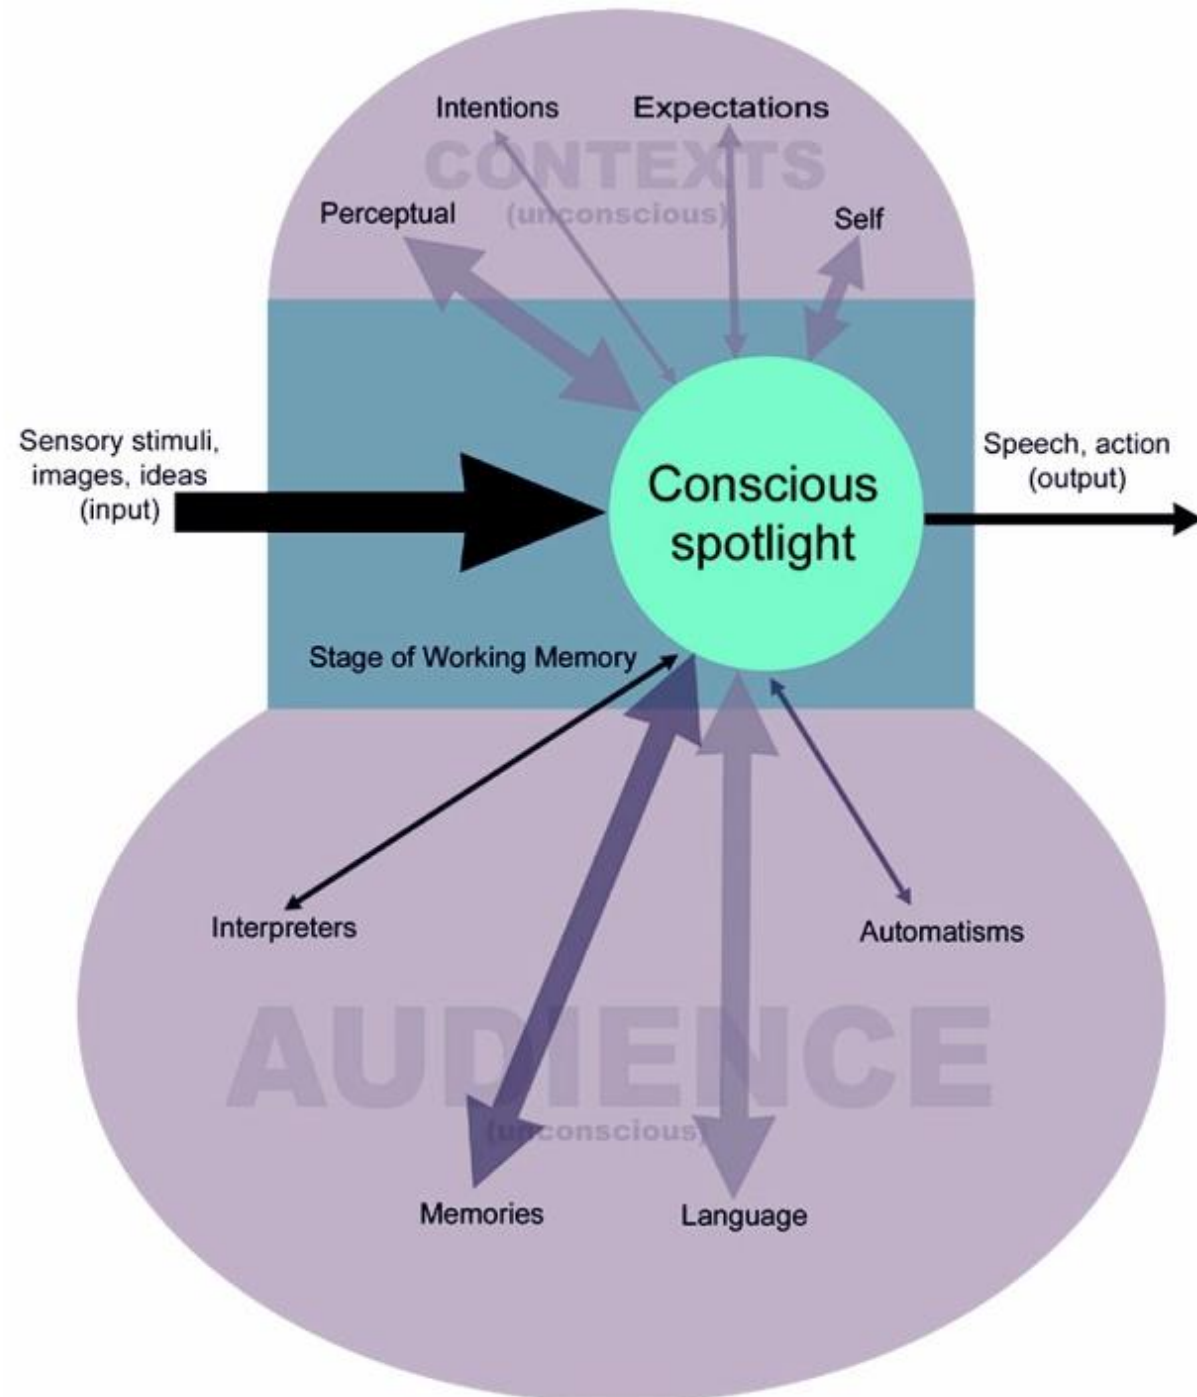 Intentions
Expectations
CONTEXTS
(unconscious)
Perceptual
Self
Sensory stimuli,
images, ideas
(input)
Conscious
spotlight
Speech, action
(output)
Stage of Working Memory
Interpreters
Automatisms
AUDIENCE
(unconscious)
Memories
Language